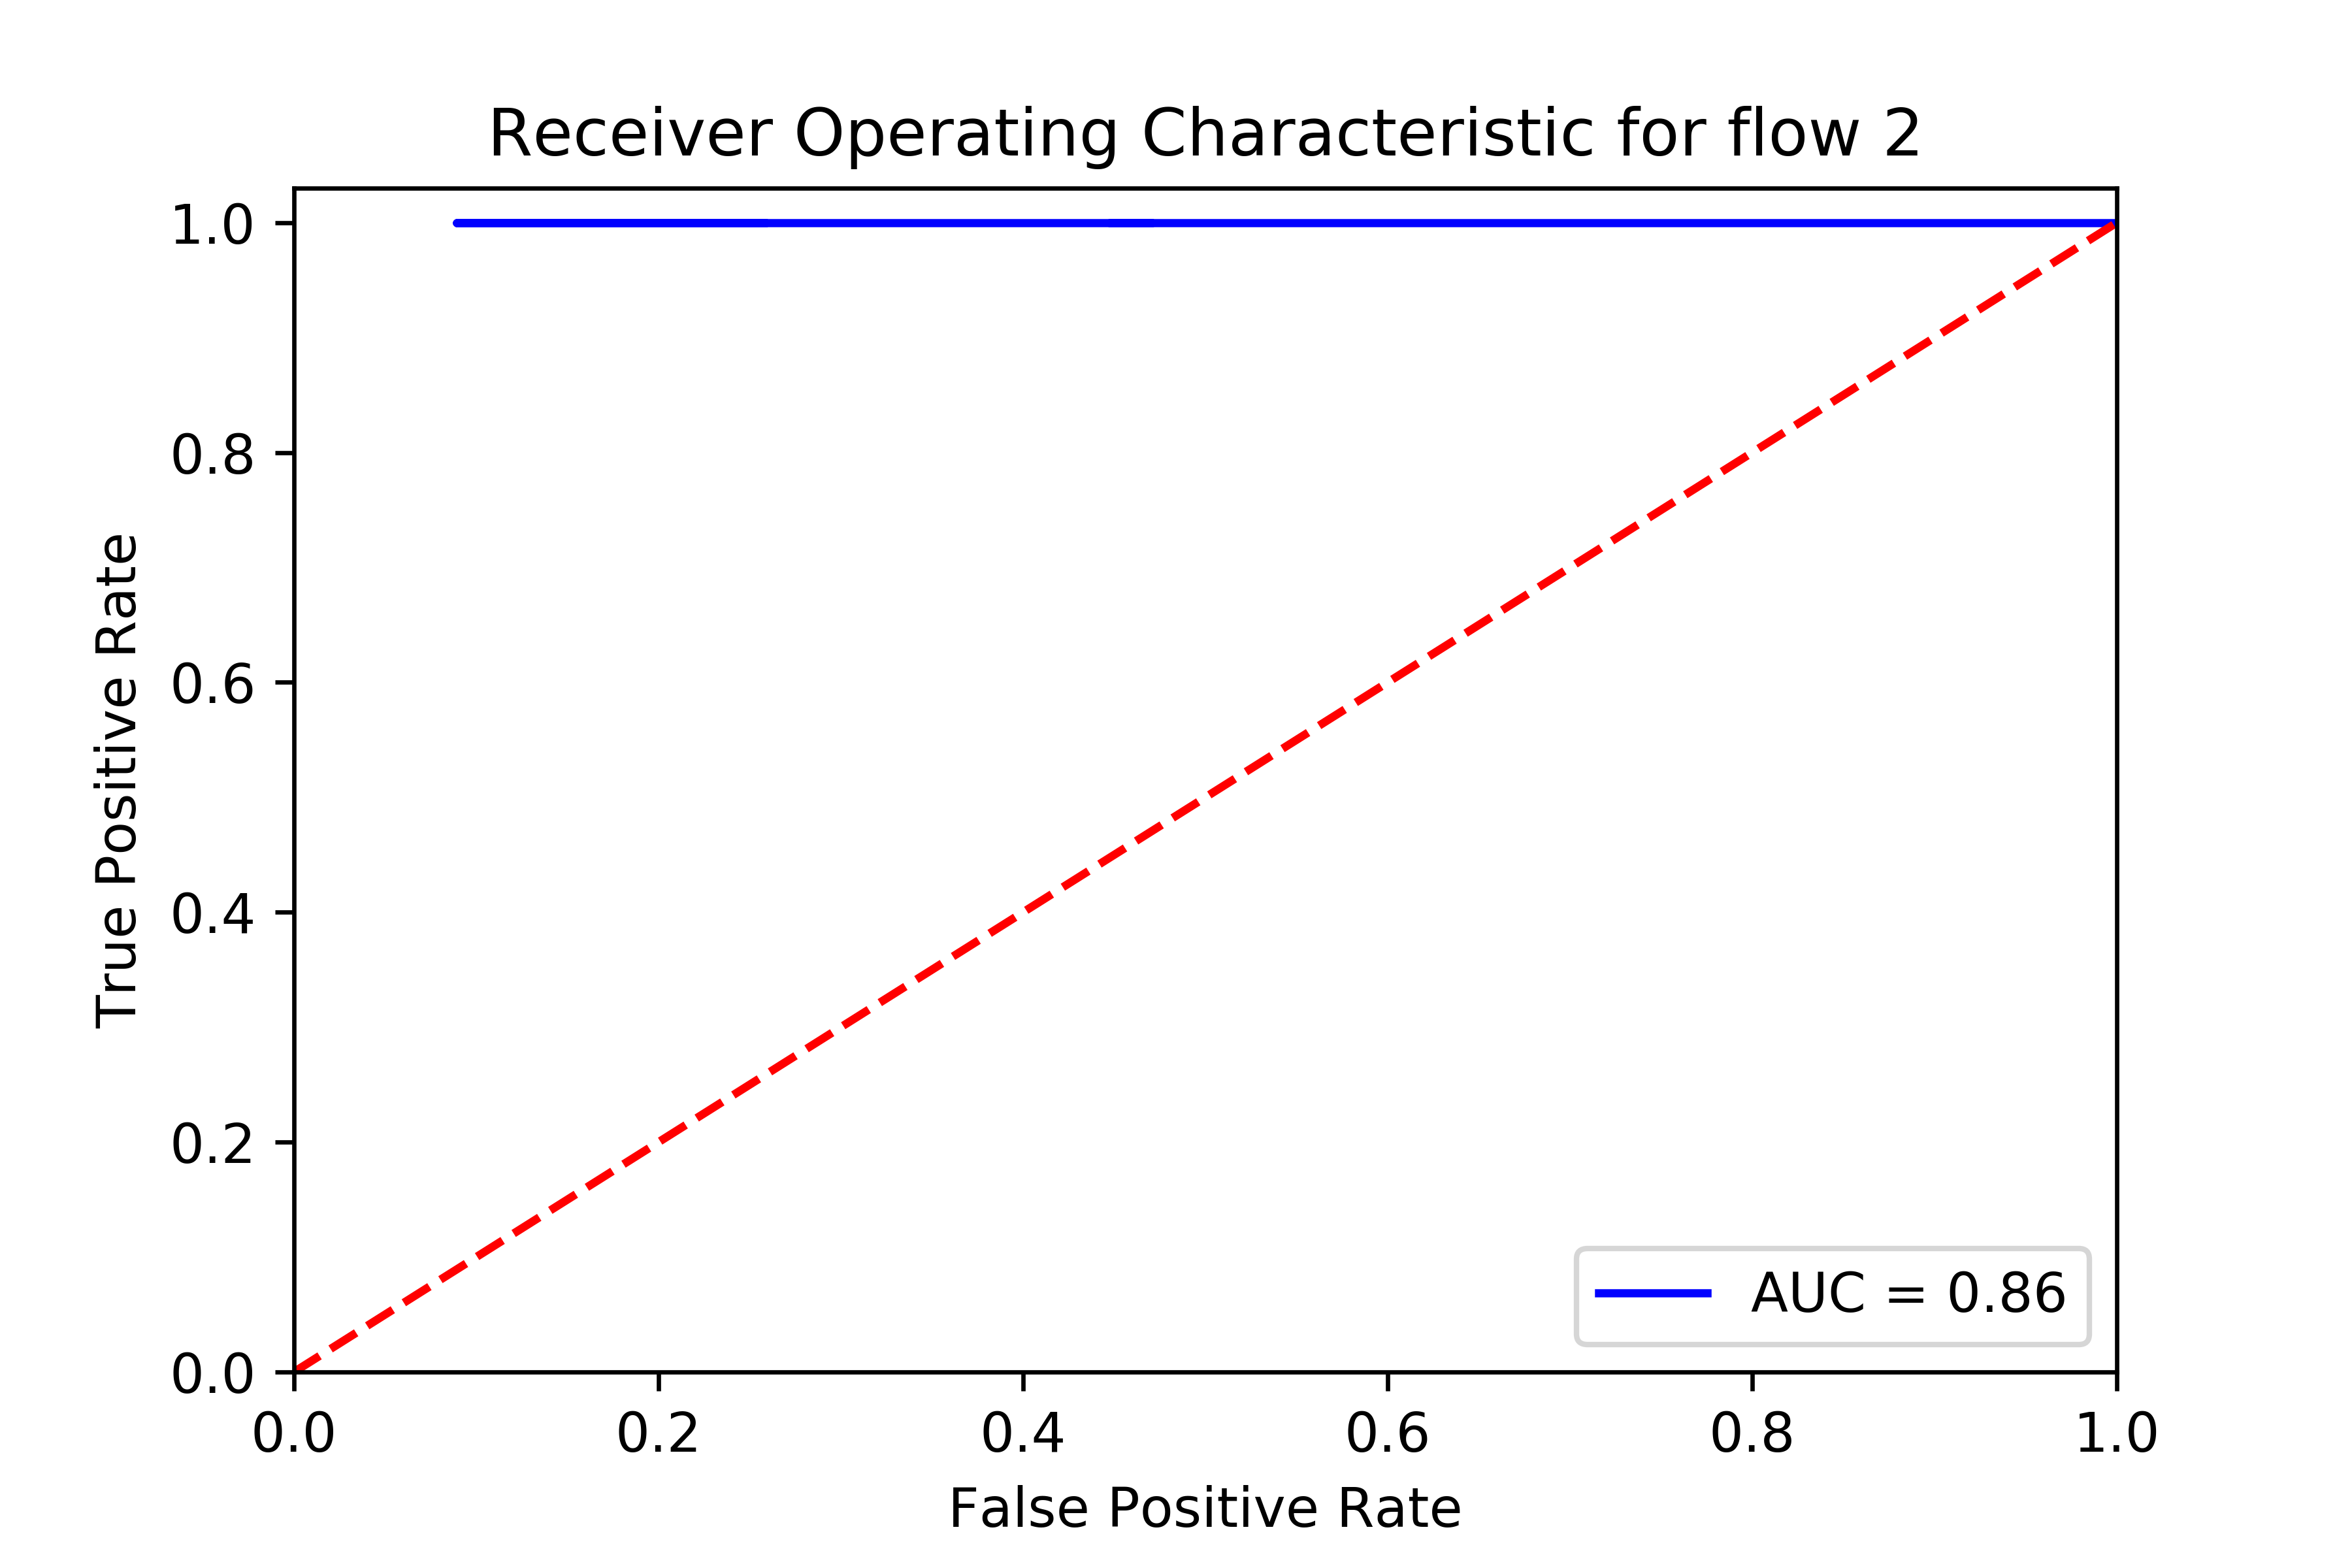 Receiver Operating Characteristic for flow 2
1.0
0.8
0.6
0.4
0.2
0.0
True Positive Rate
AUC = 0.86
0.0 0.2 0.4 0.6 0.8 1.0
False Positive Rate